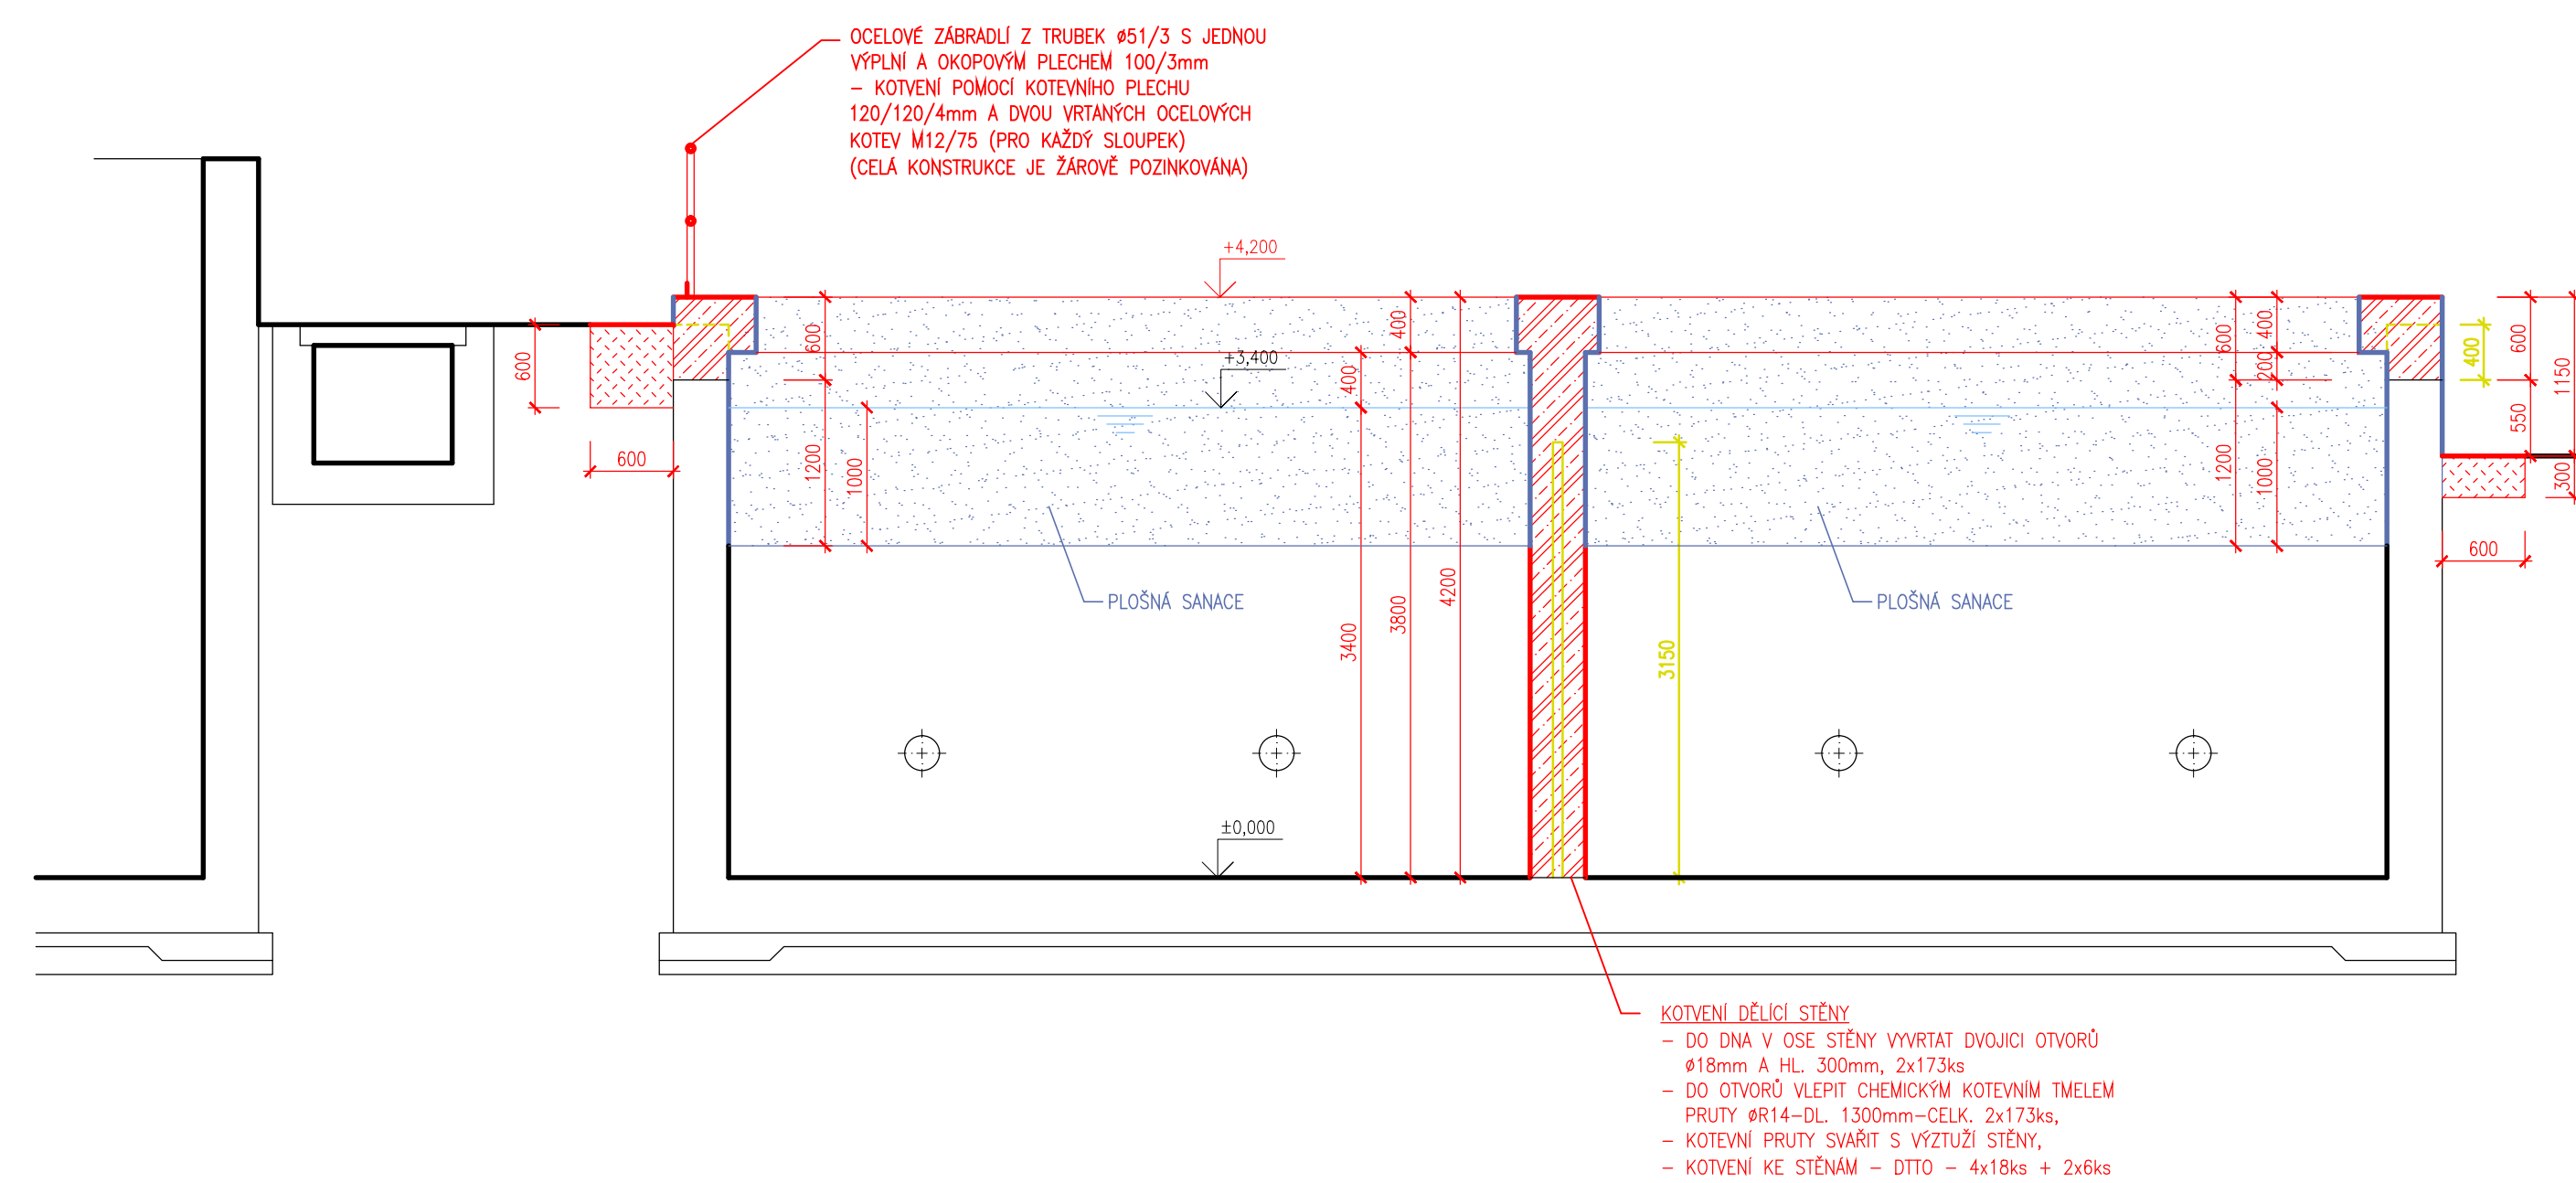 OCELOVÉ ZÁBRADLÍ Z TRUBEK ø51/3 S JEDNOU
VÝPLNÍ A OKOPOVÝM PLECHEM 100/3mm
– KOTVENÍ POMOCÍ KOTEVNÍHO PLECHU
120/120/4mm A DVOU VRTANÝCH OCELOVÝCH
KOTEV M12/75 (PRO KAŽDÝ SLOUPEK)
(CELÁ KONSTRUKCE JE ŽÁROVĚ POZINKOVÁNA)
+4,200
600
600
+3,400
400
400
600
400
200
400
600
1150
550
600
1200
1000
1200
1000
300
600
PLOŠNÁ SANACE
PLOŠNÁ SANACE
3400
3800
4200
3150
±0,000
KOTVENÍ DĚLÍCÍ STĚNY
– DO DNA V OSE STĚNY VYVRTAT DVOJICI OTVORŮ
ø18mm A HL. 300mm, 2x173ks
– DO OTVORŮ VLEPIT CHEMICKÝM KOTEVNÍM TMELEM
PRUTY øR14–DL. 1300mm–CELK. 2x173ks,
– KOTEVNÍ PRUTY SVAŘIT S VÝZTUŽÍ STĚNY,
– KOTVENÍ KE STĚNÁM – DTTO – 4x18ks + 2x6ks